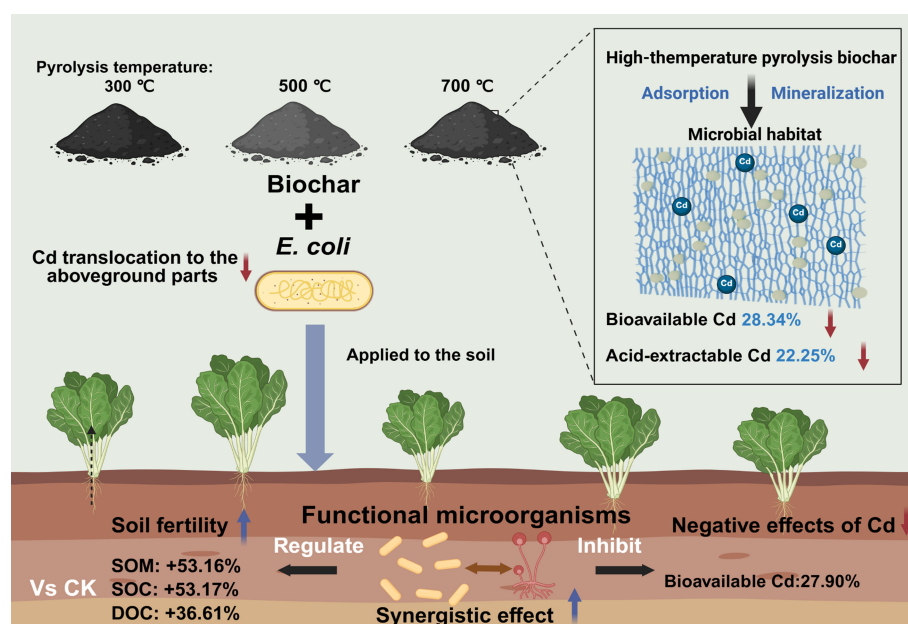 Pyrolysis temperature:
300 ℃
500 ℃
700 ℃
High-themperature pyrolysis biochar
Adsorption
Mineralization
Microbial habitat
Cd
Cd
Cd
Cd
Cd
Bioavailable Cd 28.34%
Acid-extractable Cd 22.25%
Biochar
+
E. coli
Cd translocation to the
aboveground parts
Applied to the soil
Soil fertility
Functional microorganisms
Negative effects of Cd
Regulate
Inhibit
Vs CK
SOM: +53.16%
SOC: +53.17%
DOC: +36.61%
Bioavailable Cd:27.90%
Synergistic effect